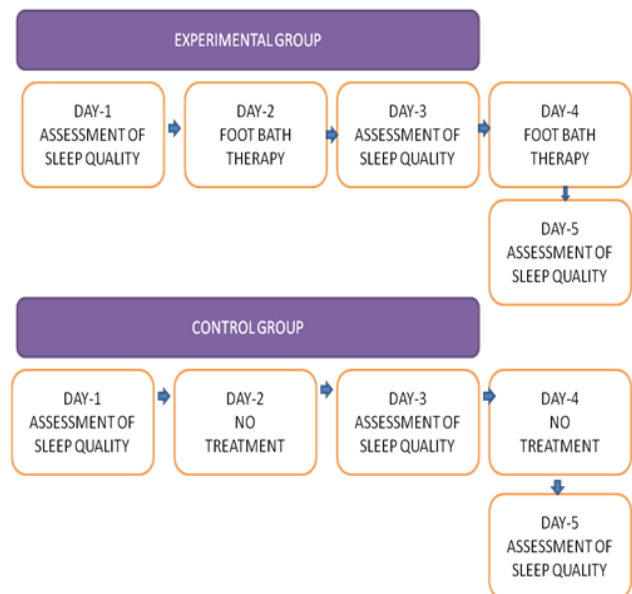 EXPERIMENTAL GROUP
DAY-1
ASSESSMENT OF
SLEEP QUALITY
DAY-2
FOOT BATH
THERAPY
DAY-3
ASSESSMENT OF
SLEEP QUALITY
DAY-4
FOOT BATH
THERAPY
DAY-5
ASSESSMENT OF
SLEEP QUALITY
CONTROL GROUP
DAY-1
ASSESSMENT OF
SLEEP QUALITY
DAY-2
NO
TREATMENT
DAY-3
ASSESSMENT OF
SLEEP QUALITY
DAY-4
NO
TREATMENT
DAY-5
ASSESSMENT OF
SLEEP QUALITY